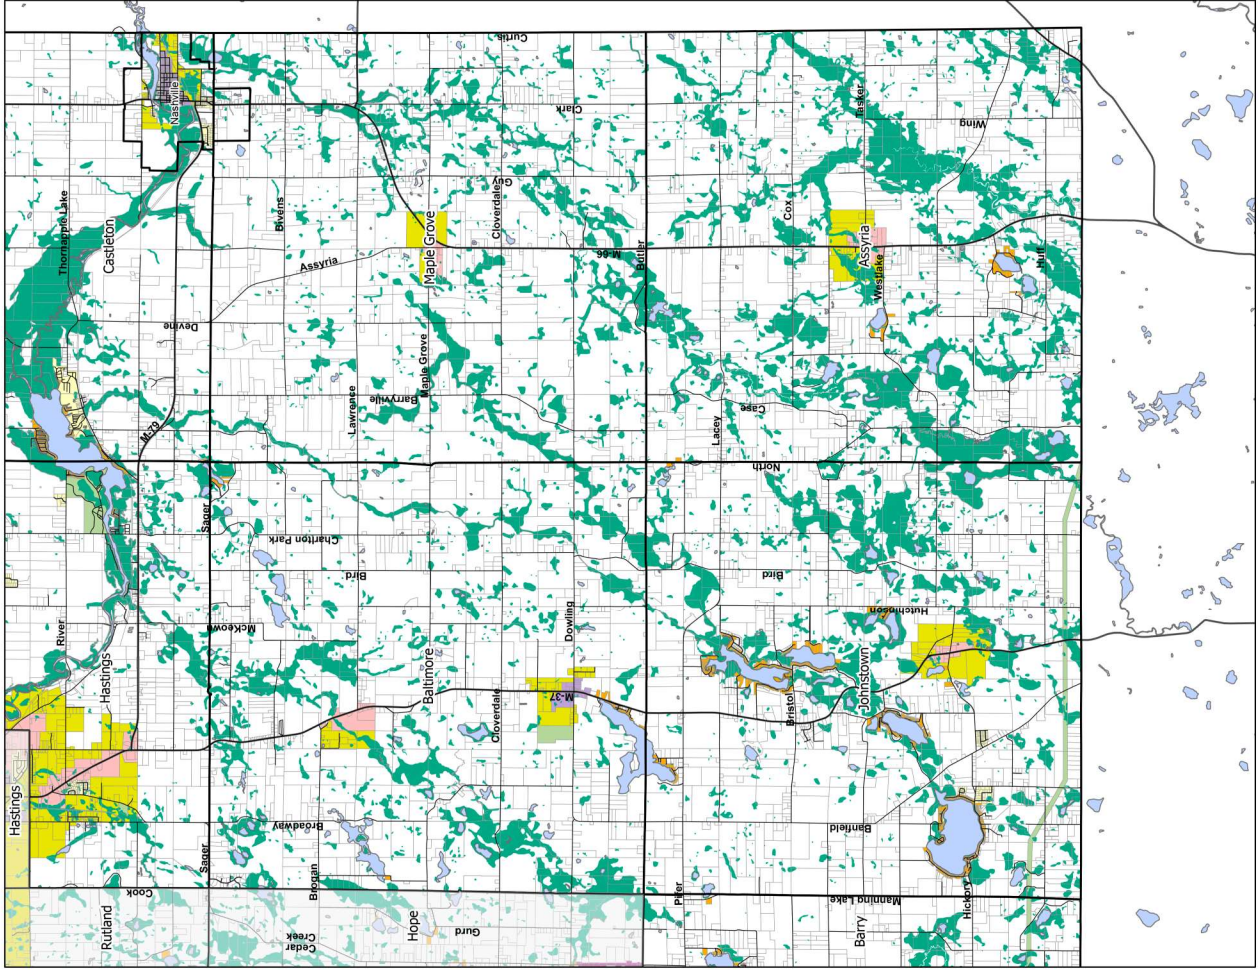 Curtis
Nashville
Clark
Tasker
Wing
Thornapple Lake
Castleton
Bivens
Guy
Cloverdale
Cox
Maple Grove
Assyria
M-66
Butler
Assyria
Westlake
Huff
Devine
Maple Grove
Lawrence
Barryville
Case
Lacey
M-79
North
Sager
Charlton Park
Bird
Bird
River
McKeown
Dowling
Hutchinson
Hastings
Baltimore
Johnstown
M-37
Cloverdale
Bristol
Hastings
Broadway
Banfield
Sager
Brogan
Cook
Pifer
Manning Lake
Hickory
Rutland
Hope
Gurd
Cedar
Creek
Barry